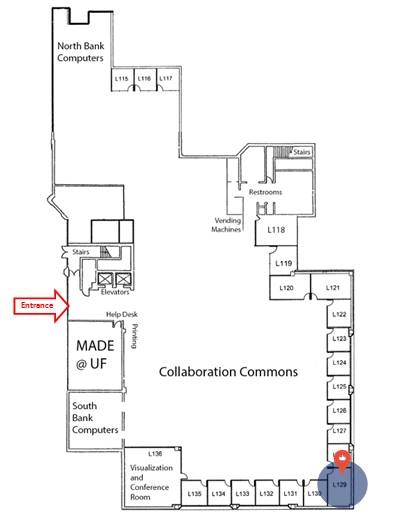 North Bank
Computers
L115
L116
L117
Stairs
Restrooms
Vending
Machines
L118
Stairs
L119
Elevators
L120
L121
Entrance
Help Desk
L122
Printing
MADE
@ UF
L123
L124
Collaboration Commons
L125
South
Bank
Computers
L126
L127
L136
Visualization
and
Conference
Room
L135
L134
L133
L132
L131
L130
L129